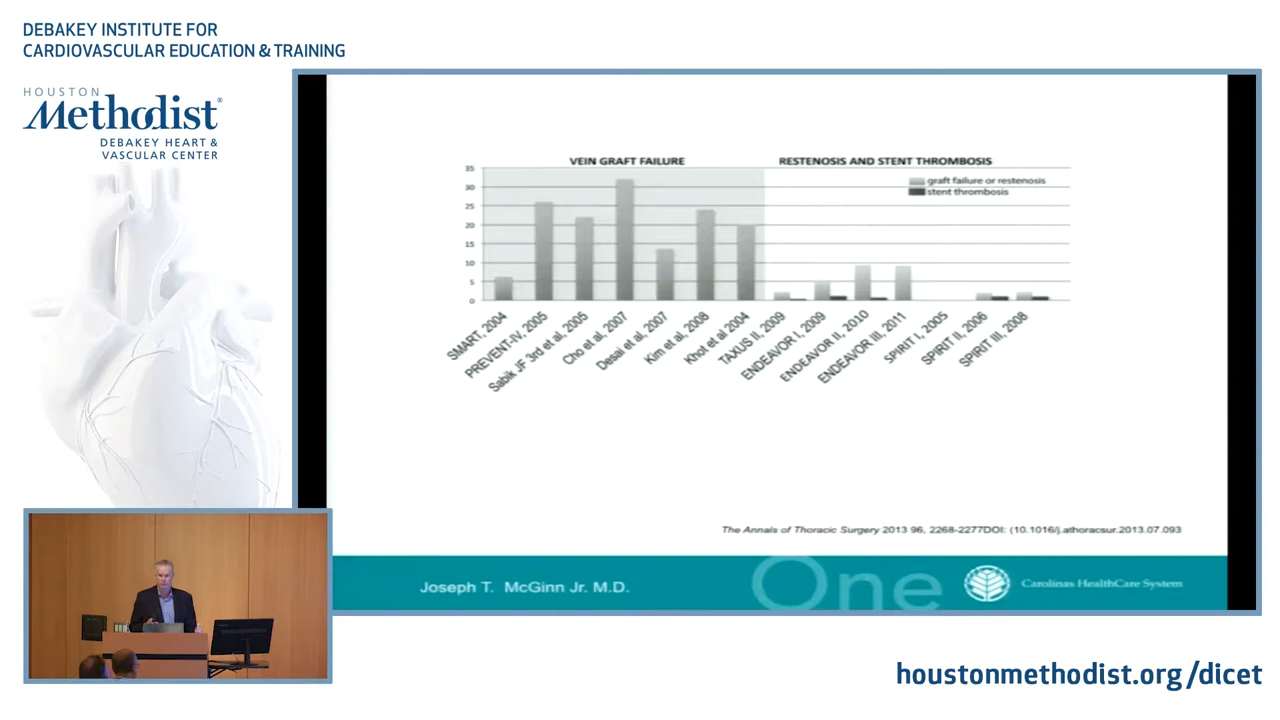 DEBAKEY INSTITUTE FOR
CARDIOVASCULAR EDUCATION & TRAINING
HOUSTON
Methodist®
DEBAKEY HEART &
VASCULAR CENTER
VEIN GRAFT FAILURE
RESTENOSIS AND STENT THROMBOSIS
graft failure or restenosis
stent thrombosis
35
30
25
20
15
10
5
0
SMART, 2004
PREVENT-IV, 2005
Sabik JF 3rd et al, 2005
Cho et al, 2007
Desai et al, 2007
Kim et al, 2008
Khot et al 2004
TAXUS II, 2009
ENDEAVOR I, 2009
ENDEAVOR II, 2010
ENDEAVOR III, 2011
SPIRIT I, 2005
SPIRIT II, 2006
SPIRIT III, 2008
The Annals of Thoracic Surgery 2013 96, 2268-2277DOI: (10.1016/j.athoracsur.2013.07.093
Joseph T. McGinn Jr. M.D.
One
Carolinas HealthCare System
houstonmethodist.org/dicet